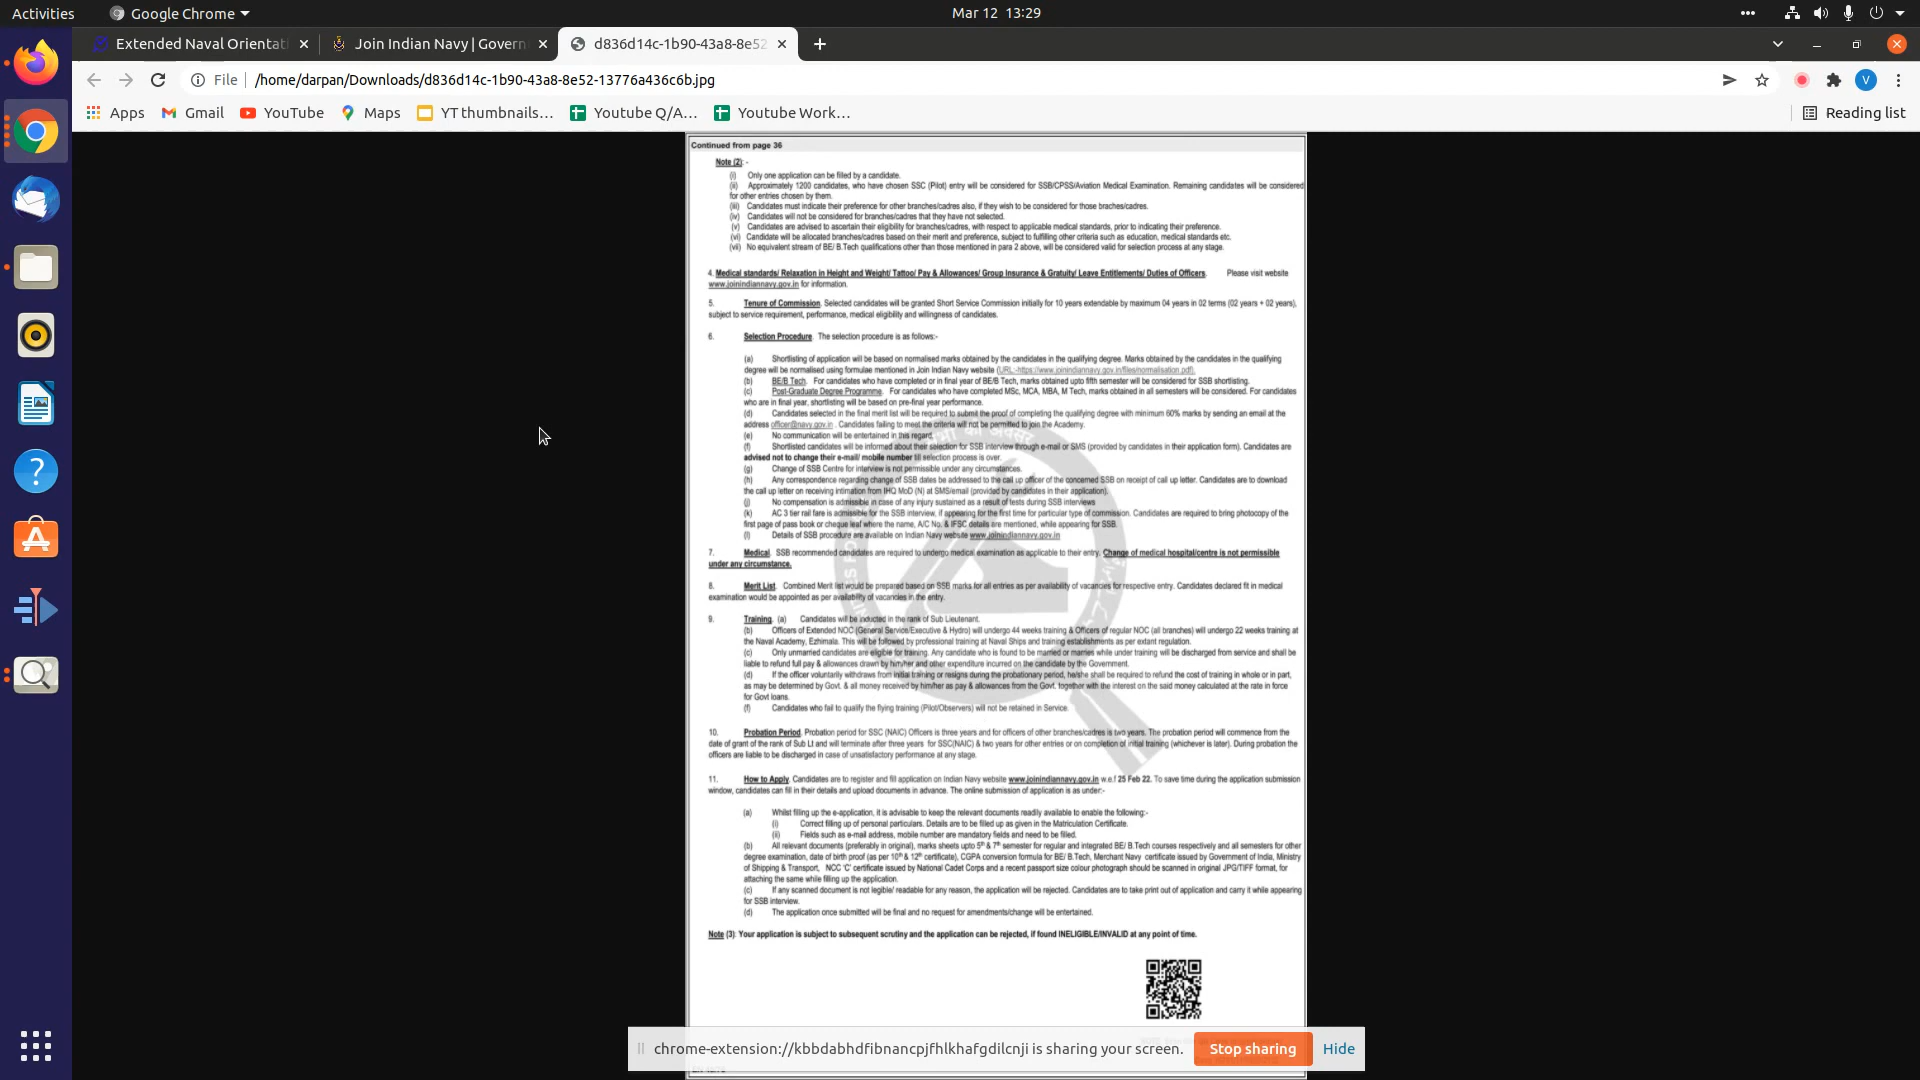 Activities
Google Chrome
Mar 12 13:29
Extended Naval Orientat
Join Indian Navy | Govern
d836d14c-1b90-43a8-8e52
File
/home/darpan/Downloads/d836d14c-1b90-43a8-8e52-13776a436c6b.jpg
V
Apps
Gmail
YouTube
Maps
YT thumbnails...
Youtube Q/A...
Youtube Work...
Reading list
Continued from page 36
Note (2): -
(i) Only one application can be filled by a candidate.
(ii) Approximately 1200 candidates, who have chosen SSC (Pilot) entry will be considered for SSB/CPSS/Aviation Medical Examination. Remaining candidates will be considered
for other entries chosen by them.
(iii) Candidates must indicate their preference for other branches/cadres also, if they wish to be considered for those braches/cadres.
(iv) Candidates will not be considered for branches/cadres that they have not selected.
(v) Candidates are advised to ascertain their eligibility for branches/cadres, with respect to applicable medical standards, prior to indicating their preference.
(vi) Candidate will be allocated branches/cadres based on their merit and preference, subject to fulfilling other criteria such as education, medical standards etc.
(vii) No equivalent stream of BE/ B.Tech qualifications other than those mentioned in para 2 above, will be considered valid for selection process at any stage.
4. Medical standards/ Relaxation in Height and Weight/ Tattoo/ Pay & Allowances/ Group Insurance & Gratuity/ Leave Entitlements/ Duties of Officers. Please visit website
www.joinindiannavy.gov.in for information.
5. Tenure of Commission. Selected candidates will be granted Short Service Commission initially for 10 years extendable by maximum 04 years in 02 terms (02 years + 02 years),
subject to service requirement, performance, medical eligibility and willingness of candidates.
6. Selection Procedure. The selection procedure is as follows:-
(a) Shortlisting of application will be based on normalised marks obtained by the candidates in the qualifying degree. Marks obtained by the candidates in the qualifying
degree will be normalised using formulae mentioned in Join Indian Navy website (URL:-https://www.joinindiannavy.gov.in/files/normalisation.pdf).
(b) BE/B Tech. For candidates who have completed or in final year of BE/B Tech, marks obtained upto fifth semester will be considered for SSB shortlisting.
(c) Post-Graduate Degree Programme. For candidates who have completed MSc, MCA, MBA, M Tech, marks obtained in all semesters will be considered. For candidates
who are in final year, shortlisting will be based on pre-final year performance.
(d) Candidates selected in the final merit list will be required to submit the proof of completing the qualifying degree with minimum 60% marks by sending an email at the
address officer@navy.gov.in . Candidates failing to meet the criteria will not be permitted to join the Academy.
(e) No communication will be entertained in this regard.
(f) Shortlisted candidates will be informed about their selection for SSB interview through e-mail or SMS (provided by candidates in their application form). Candidates are
advised not to change their e-mail/ mobile number till selection process is over.
(g) Change of SSB Centre for interview is not permissible under any circumstances.
(h) Any correspondence regarding change of SSB dates be addressed to the call up officer of the concerned SSB on receipt of call up letter. Candidates are to download
the call up letter on receiving intimation from IHQ MoD (N) at SMS/email (provided by candidates in their application).
(j) No compensation is admissible in case of any injury sustained as a result of tests during SSB interviews
(k) AC 3 tier rail fare is admissible for the SSB interview, if appearing for the first time for particular type of commission. Candidates are required to bring photocopy of the
first page of pass book or cheque leaf where the name, A/C No. & IFSC details are mentioned, while appearing for SSB.
(l) Details of SSB procedure are available on Indian Navy website www.joinindiannavy.gov.in
7. Medical. SSB recommended candidates are required to undergo medical examination as applicable to their entry. Change of medical hospital/centre is not permissible
under any circumstance.
8. Merit List. Combined Merit list would be prepared based on SSB marks for all entries as per availability of vacancies for respective entry. Candidates declared fit in medical
examination would be appointed as per availability of vacancies in the entry.
9. Training. (a) Candidates will be inducted in the rank of Sub Lieutenant.
(b) Officers of Extended NOC (General Service/Executive & Hydro) will undergo 44 weeks training & Officers of regular NOC (all branches) will undergo 22 weeks training at
the Naval Academy, Ezhimala. This will be followed by professional training at Naval Ships and training establishments as per extant regulation.
(c) Only unmarried candidates are eligible for training. Any candidate who is found to be married or marries while under training will be discharged from service and shall be
liable to refund full pay & allowances drawn by him/her and other expenditure incurred on the candidate by the Government.
(d) If the officer voluntarily withdraws from initial training or resigns during the probationary period, he/she shall be required to refund the cost of training in whole or in part,
as may be determined by Govt. & all money received by him/her as pay & allowances from the Govt. together with the interest on the said money calculated at the rate in force
for Govt loans.
(f) Candidates who fail to qualify the flying training (Pilot/Observers) will not be retained in Service.
10. Probation Period. Probation period for SSC (NAIC) Officers is three years and for officers of other branches/cadres is two years. The probation period will commence from the
date of grant of the rank of Sub Lt and will terminate after three years for SSC(NAIC) & two years for other entries or on completion of initial training (whichever is later). During probation the
officers are liable to be discharged in case of unsatisfactory performance at any stage.
11. How to Apply. Candidates are to register and fill application on Indian Navy website www.joinindiannavy.gov.in w.e.f 25 Feb 22. To save time during the application submission
window, candidates can fill in their details and upload documents in advance. The online submission of application is as under:-
(a) Whilst filling up the e-application, it is advisable to keep the relevant documents readily available to enable the following:-
(i) Correct filling up of personal particulars. Details are to be filled up as given in the Matriculation Certificate.
(ii) Fields such as e-mail address, mobile number are mandatory fields and need to be filled.
(b) All relevant documents (preferably in original), marks sheets upto 5th & 7th semester for regular and integrated BE/ B.Tech courses respectively and all semesters for other
degree examination, date of birth proof (as per 10th & 12th certificate), CGPA conversion formula for BE/ B.Tech, Merchant Navy certificate issued by Government of India, Ministry
of Shipping & Transport, NCC 'C' certificate issued by National Cadet Corps and a recent passport size colour photograph should be scanned in original JPG/TIFF format, for
attaching the same while filling up the application.
(c) If any scanned document is not legible/ readable for any reason, the application will be rejected. Candidates are to take print out of application and carry it while appearing
for SSB interview.
(d) The application once submitted will be final and no request for amendments/change will be entertained.
Note (3): Your application is subject to subsequent scrutiny and the application can be rejected, if found INELIGIBLE/INVALID at any point of time.
chrome-extension://kbbdabhdfibnancpjfhlkhafgdilcnji is sharing your screen.
Stop sharing
Hide